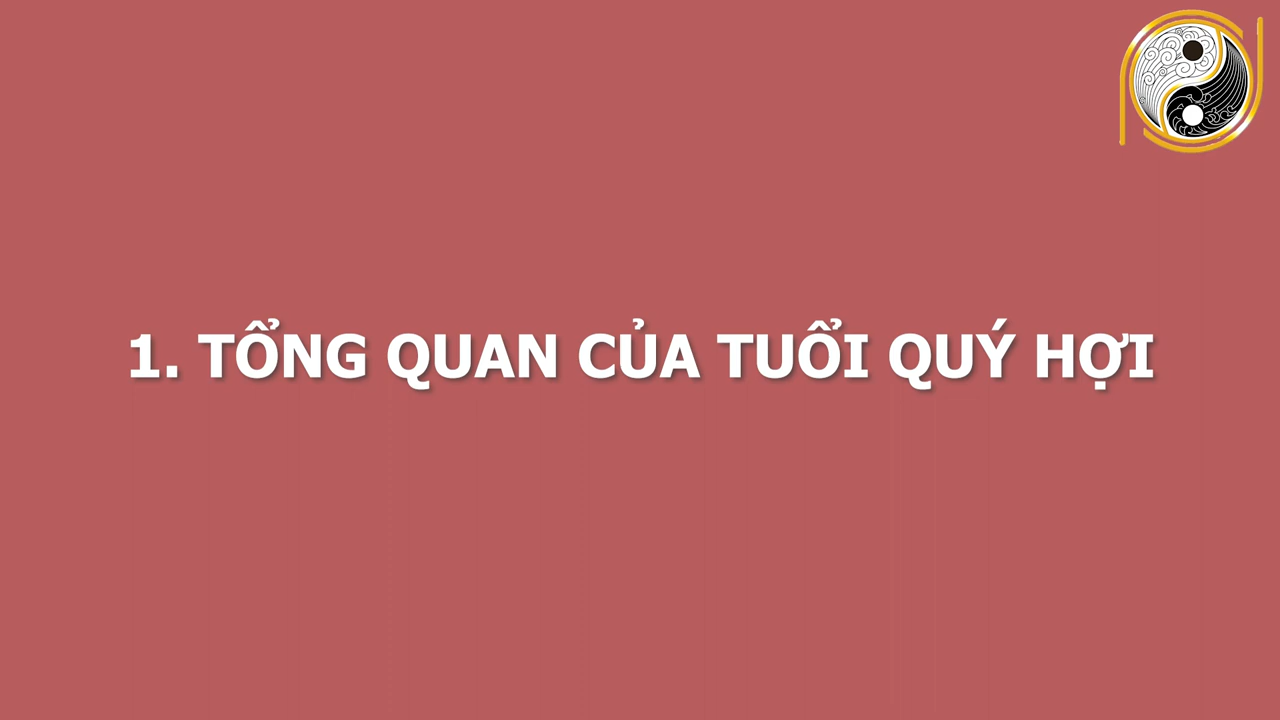 1. TỔNG QUAN CỦA TUỔI QUÝ HỢI